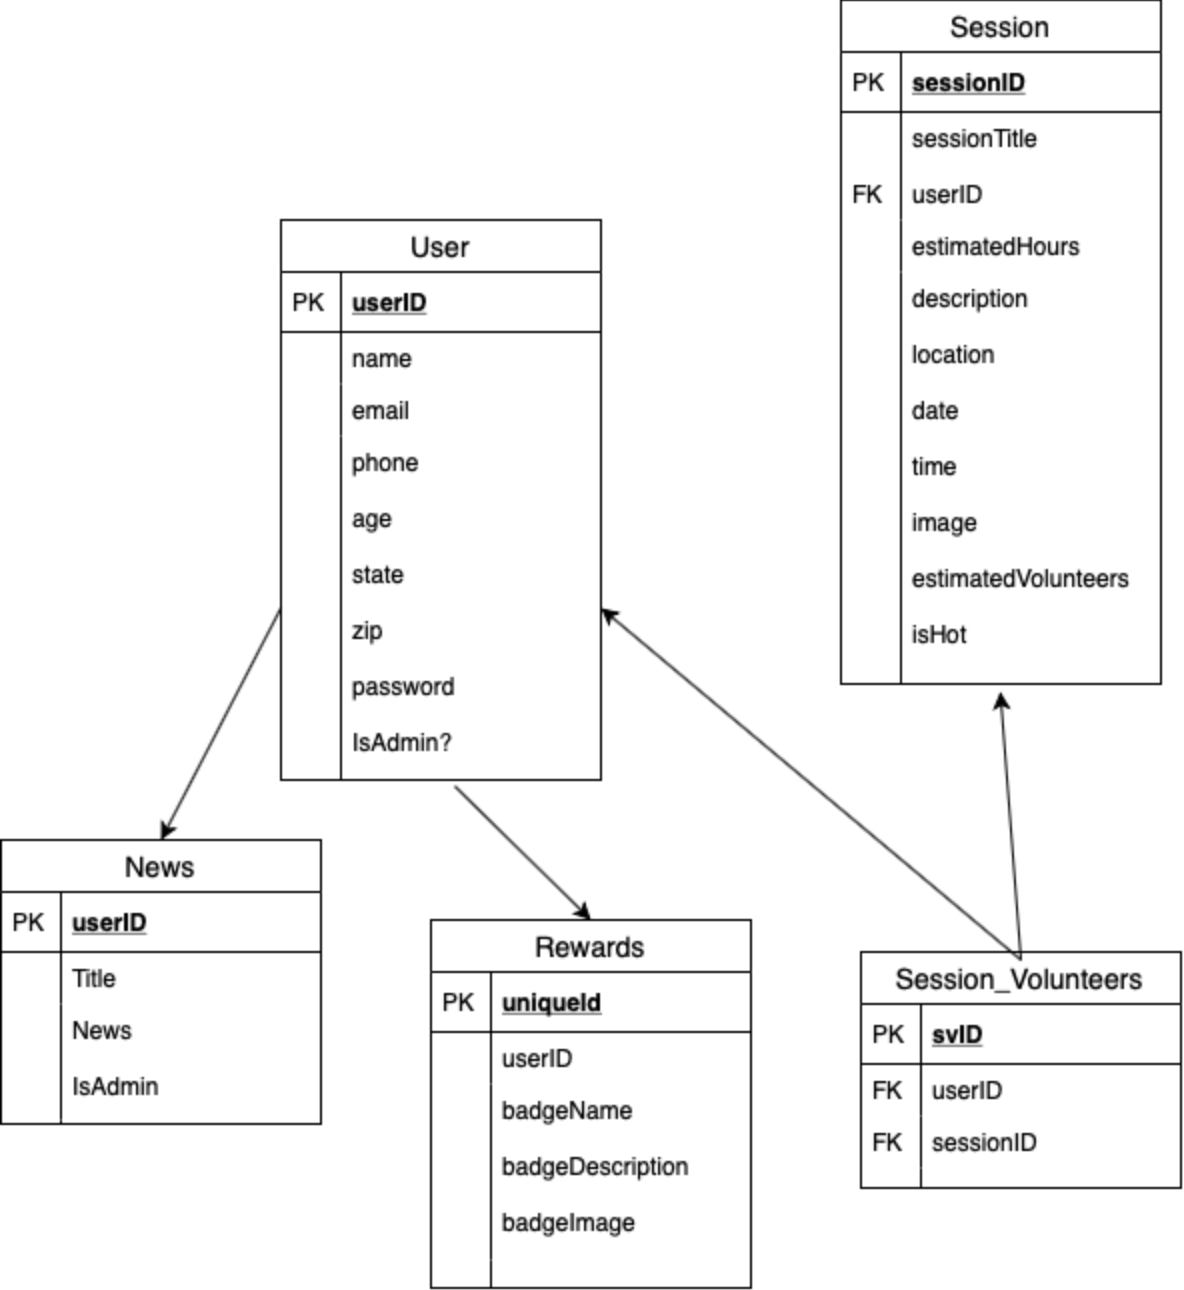 Session
PK sessionID
sessionTitle
FK userID
estimatedHours
description
location
date
time
image
estimatedVolunteers
isHot
User
PK userID
name
email
phone
age
state
zip
password
IsAdmin?
News
PK userID
Title
News
IsAdmin
Rewards
PK uniqueId
userID
badgeName
badgeDescription
badgeImage
Session_Volunteers
PK svID
FK userID
FK sessionID